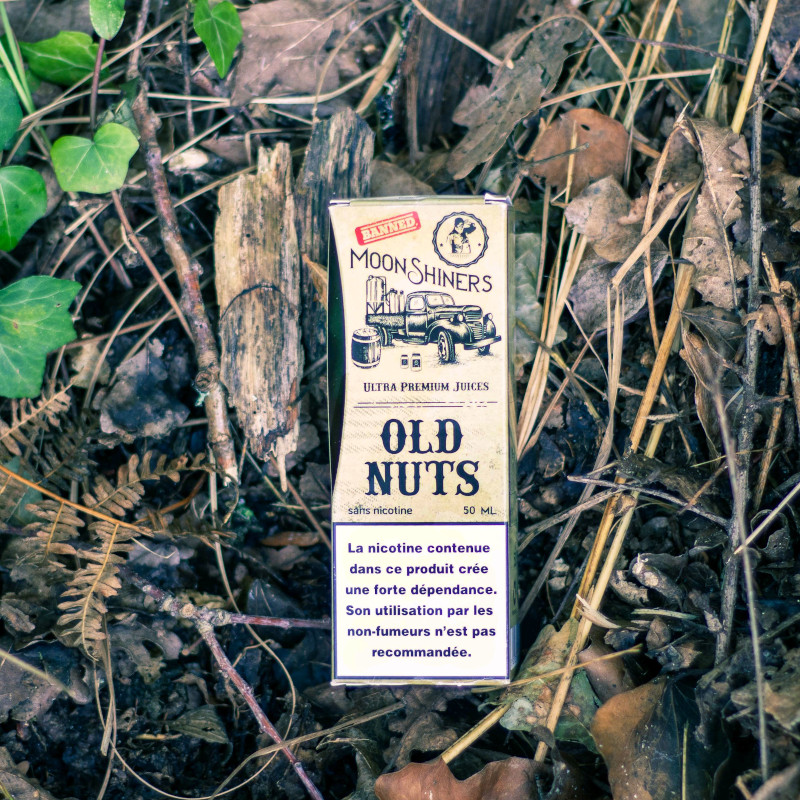 BANNED
MOONSHINERS
ULTRA PREMIUM JUICES
OLD
NUTS
sans nicotine 50 ML
La nicotine contenue
dans ce produit crée
une forte dépendance.
Son utilisation par les
non-fumeurs n'est pas
recommandée.